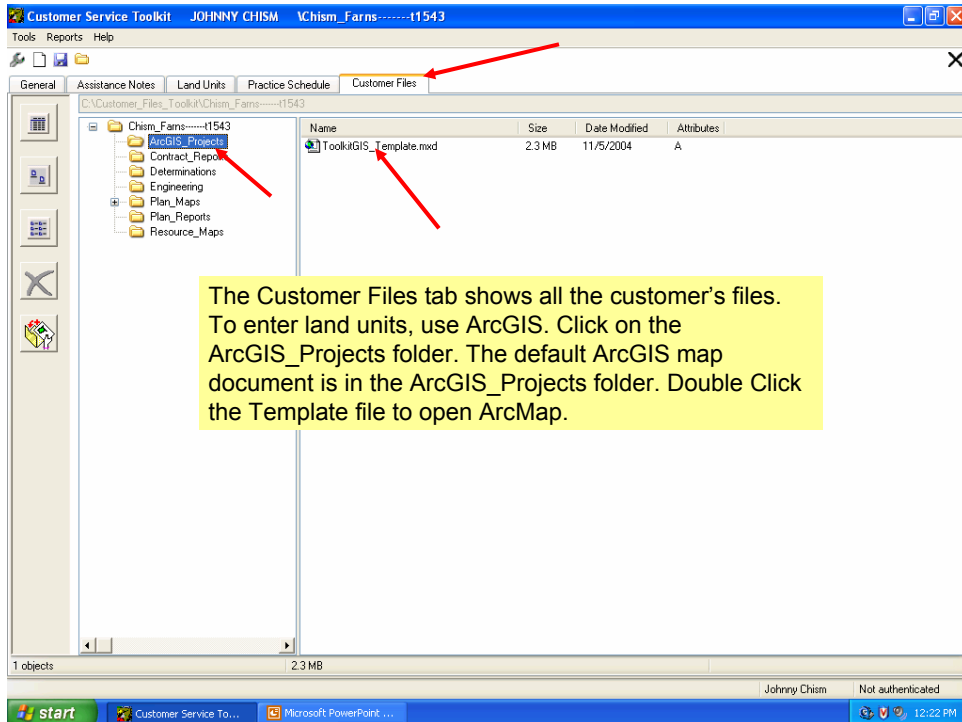 Customer Service Toolkit JOHNNY CHISM \Chism_Farns-------t1543
Tools Reports Help
General Assistance Notes Land Units Practice Schedule Customer Files
C:\Customer_Files_Toolkit\Chism_Farns-------t1543
Chism_Farns-------t1543
ArcGIS_Projects
Contract_Reports
Determinations
Engineering
Plan_Maps
Plan_Reports
Resource_Maps
Name Size Date Modified Attributes
ToolkitGIS_Template.mxd 2.3 MB 11/5/2004 A
The Customer Files tab shows all the customer's files.
To enter land units, use ArcGIS. Click on the
ArcGIS_Projects folder. The default ArcGIS map
document is in the ArcGIS_Projects folder. Double Click
the Template file to open ArcMap.
1 objects 2.3 MB
Johnny Chism Not authenticated
start Customer Service To... Microsoft PowerPoint ... 12:22 PM